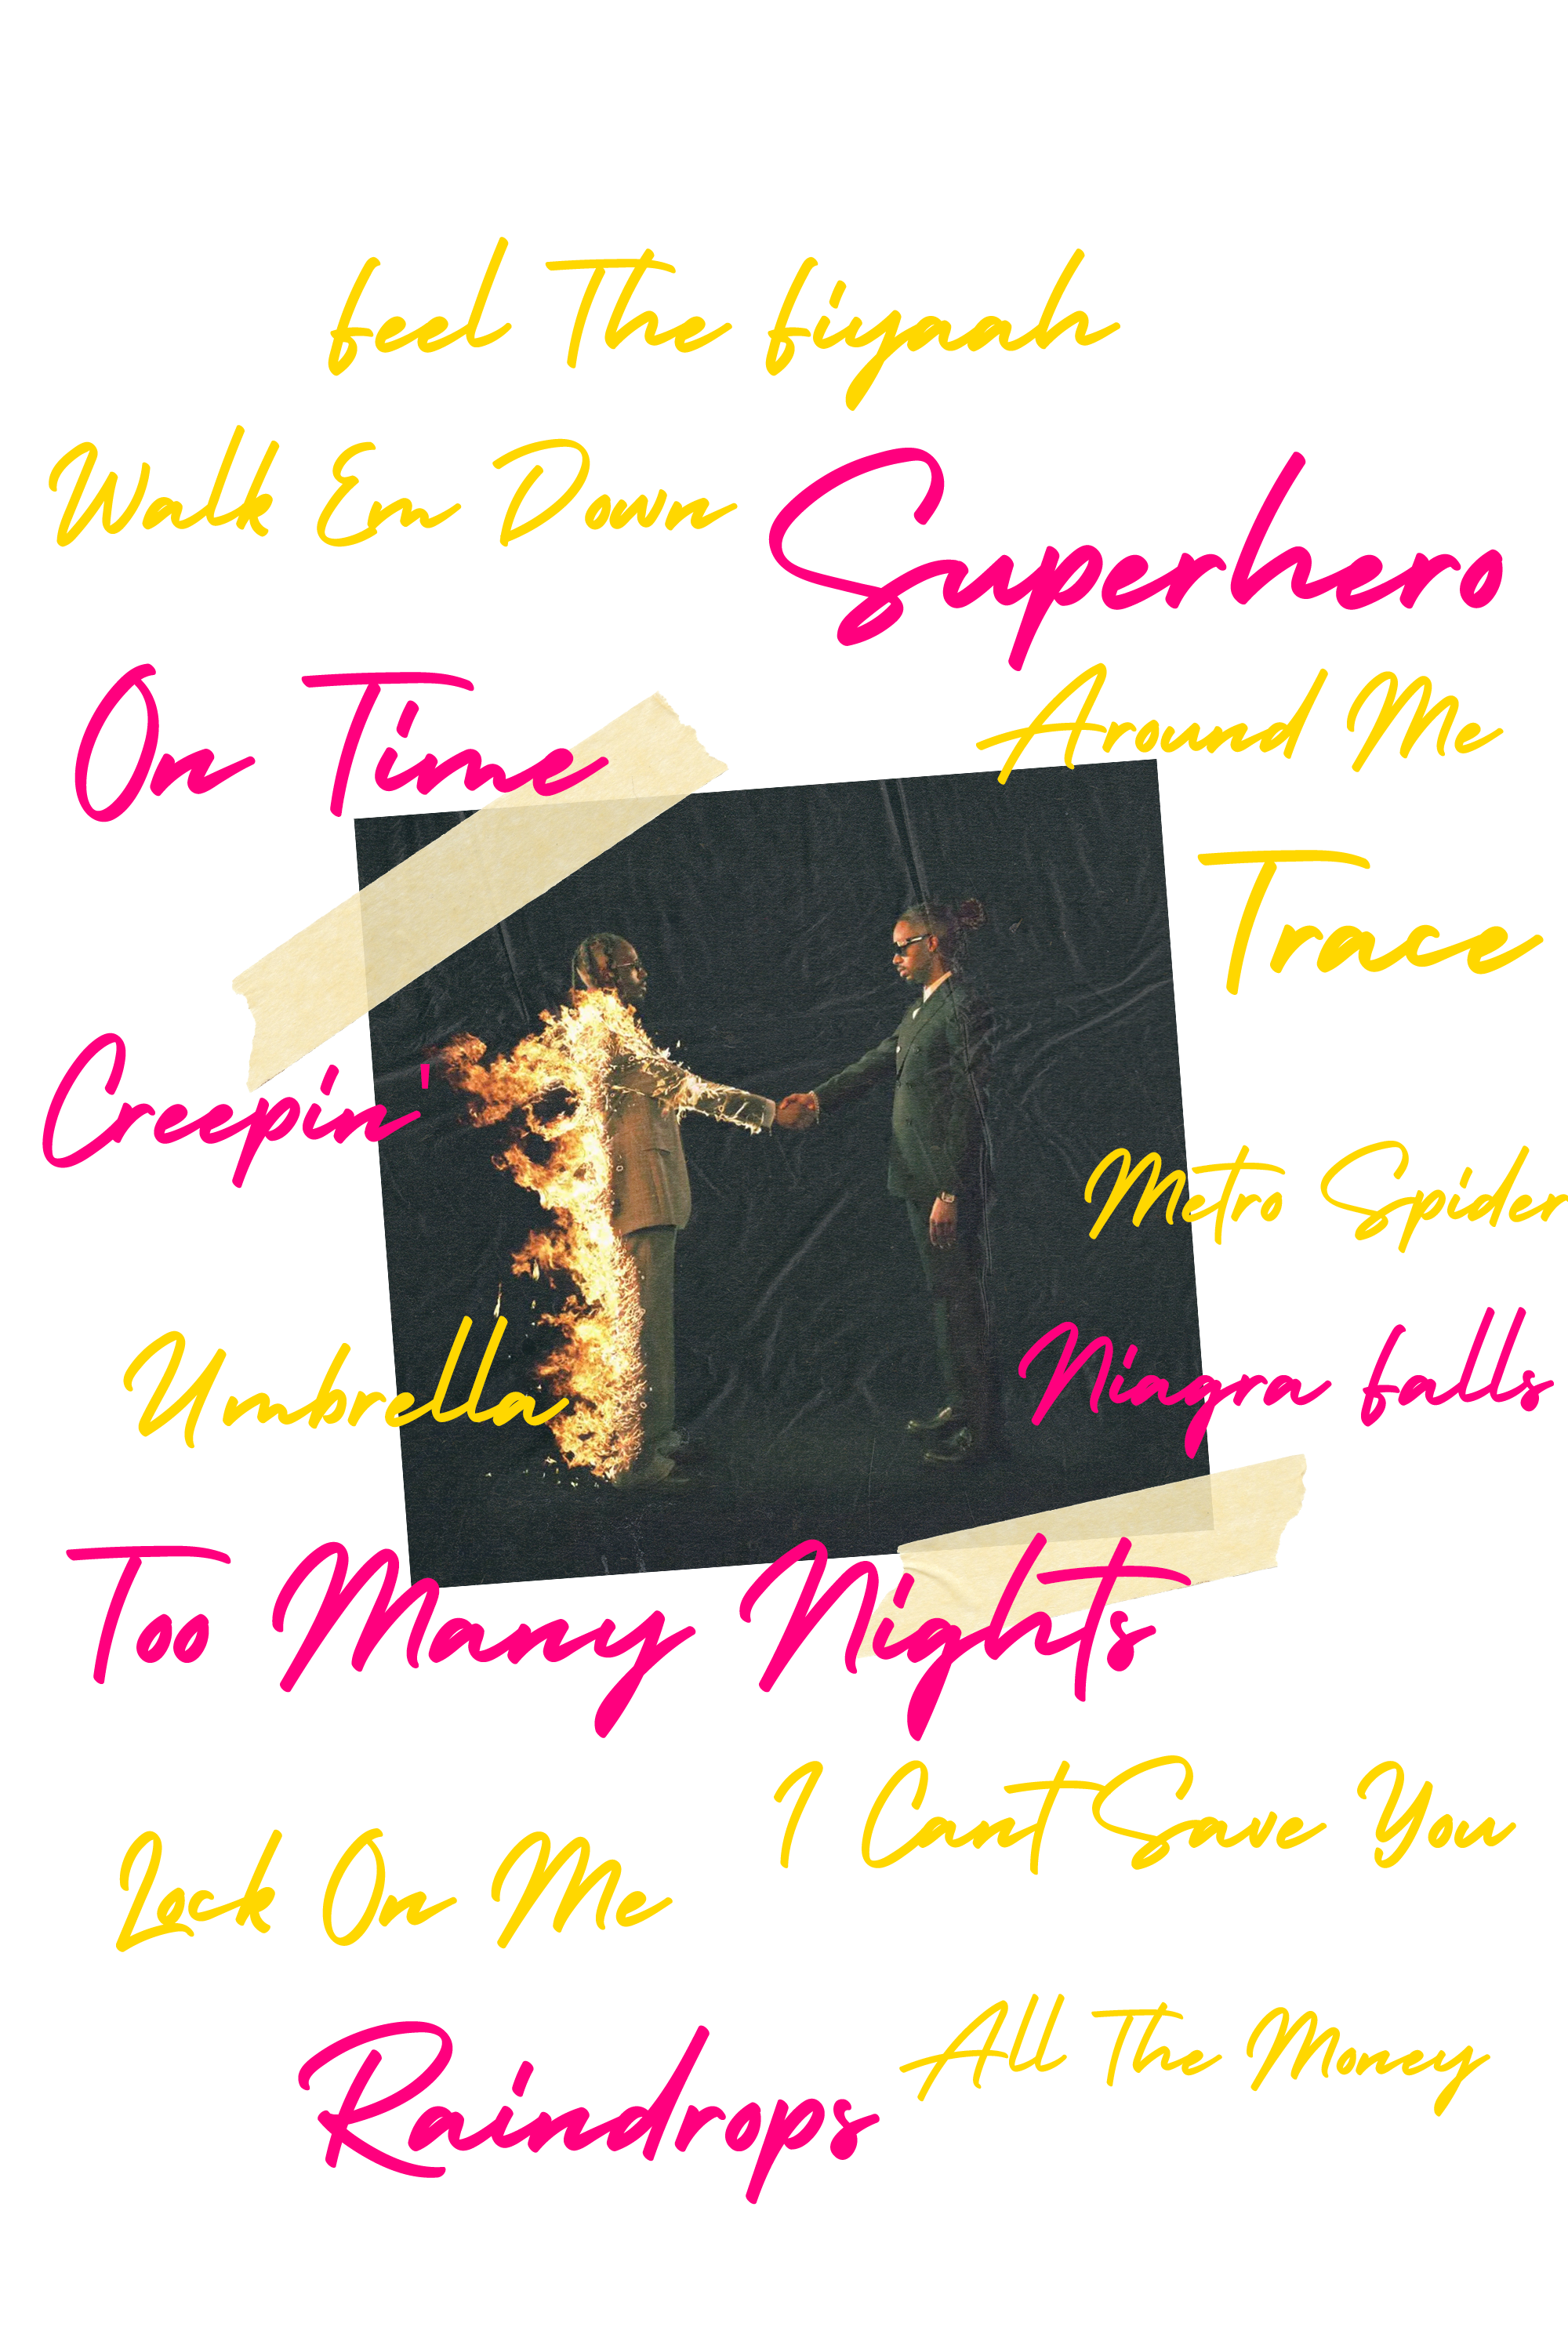 feel The fiyaah
Walk Em Down
Superhero
On Time
Around Me
Trace
Creepin'
Metro Spider
Umbrella
Niagra falls
Too Many Nights
I Cant Save You
Lock On Me
All The Money
Raindrops